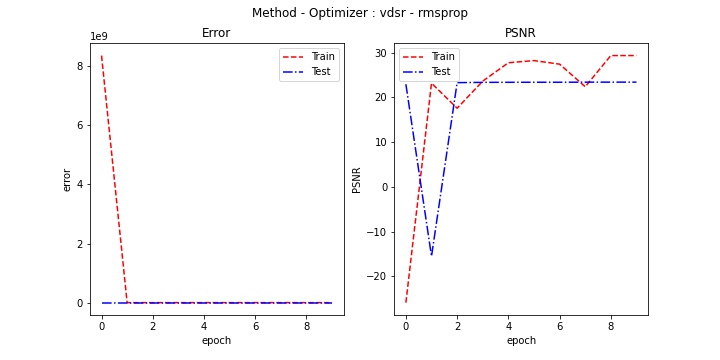 Method - Optimizer : vdsr - rmsprop
Error
1e9
8
6
4
2
0
error
0 2 4 6 8
epoch
Train
Test
PSNR
30
20
10
0
−10
−20
PSNR
0 2 4 6 8
epoch
Train
Test